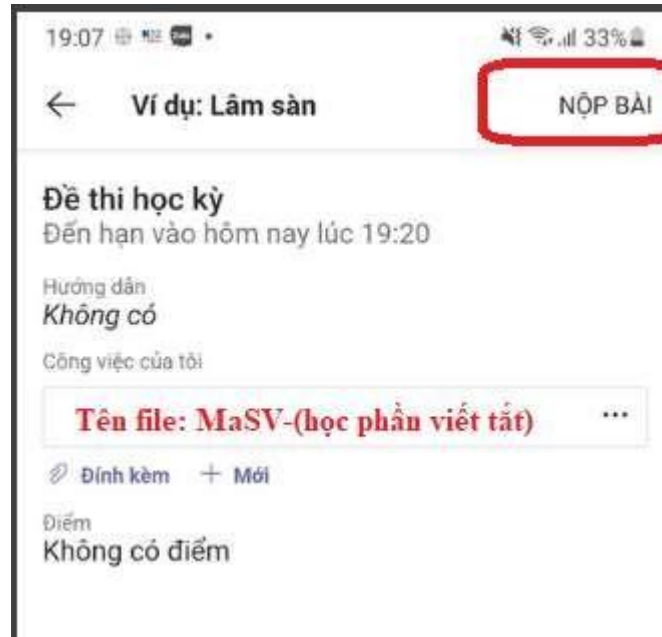 19:07 33%
Ví dụ: Lâm sàn NỘP BÀI
Đề thi học kỳ
Đến hạn vào hôm nay lúc 19:20
Hướng dẫn
Không có
Công việc của tôi
Tên file: MaSV-(học phần viết tắt) ...
Đính kèm + Mới
Điểm
Không có điểm